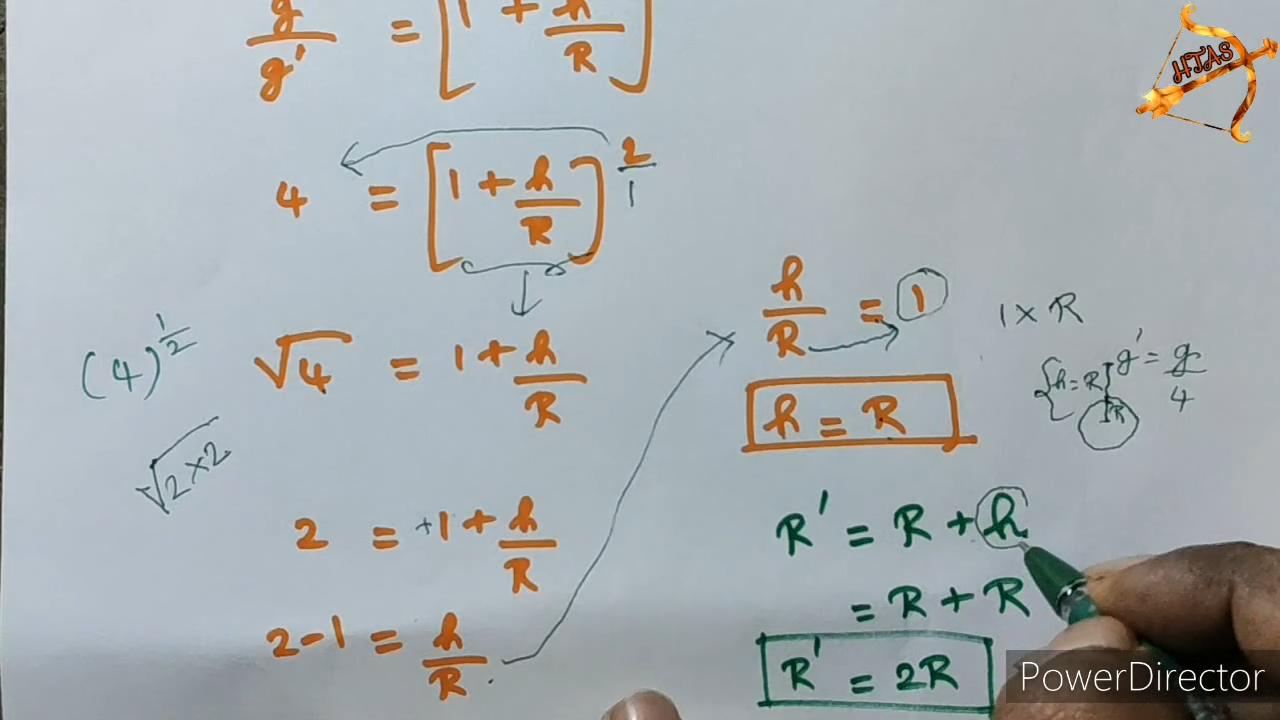 g/g' = [1 + h/R]
4 = [1 + h/R]^2/1
(4)^1/2
√4 = 1 + h/R
√2×2
2 = +1 + h/R
2-1 = h/R
h/R = 1
1 × R
{h = R} g' = g/4
R
h = R
R' = R + h
= R + R
R' = 2R
HTAS
PowerDirector